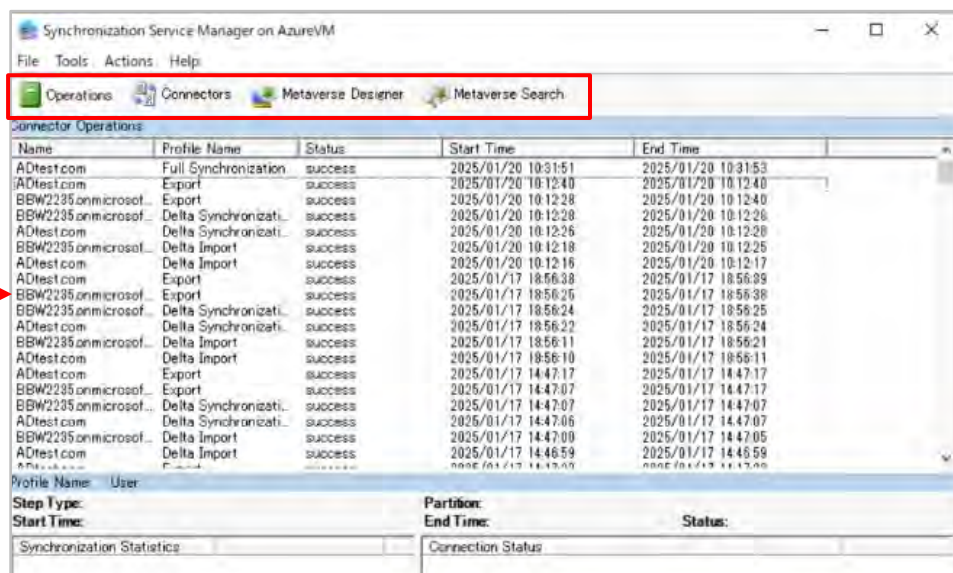 Synchronization Service Manager on AzureVM
File Tools Actions Help
Operations Connectors Metaverse Designer Metaverse Search
Connector Operations
Name Profile Name Status Start Time End Time
ADtest.com Full Synchronization success 2025/01/20 10:31:51 2025/01/20 10:31:53
ADtest.com Export success 2025/01/20 10:12:40 2025/01/20 10:12:40
BBW2235.onmicrosof... Export success 2025/01/20 10:12:28 2025/01/20 10:12:40
BBW2235.onmicrosof... Delta Synchronizati... success 2025/01/20 10:12:28 2025/01/20 10:12:28
ADtest.com Delta Synchronizati... success 2025/01/20 10:12:26 2025/01/20 10:12:28
BBW2235.onmicrosof... Delta Import success 2025/01/20 10:12:18 2025/01/20 10:12:25
ADtest.com Delta Import success 2025/01/20 10:12:16 2025/01/20 10:12:17
ADtest.com Export success 2025/01/17 18:56:38 2025/01/17 18:56:39
BBW2235.onmicrosof... Export success 2025/01/17 18:56:26 2025/01/17 18:56:38
BBW2235.onmicrosof... Delta Synchronizati... success 2025/01/17 18:56:24 2025/01/17 18:56:25
ADtest.com Delta Synchronizati... success 2025/01/17 18:56:22 2025/01/17 18:56:24
BBW2235.onmicrosof... Delta Import success 2025/01/17 18:56:11 2025/01/17 18:56:21
ADtest.com Delta Import success 2025/01/17 18:56:10 2025/01/17 18:56:11
ADtest.com Export success 2025/01/17 14:47:17 2025/01/17 14:47:17
BBW2235.onmicrosof... Export success 2025/01/17 14:47:07 2025/01/17 14:47:17
BBW2235.onmicrosof... Delta Synchronizati... success 2025/01/17 14:47:07 2025/01/17 14:47:07
ADtest.com Delta Synchronizati... success 2025/01/17 14:47:06 2025/01/17 14:47:07
BBW2235.onmicrosof... Delta Import success 2025/01/17 14:47:00 2025/01/17 14:47:05
ADtest.com Delta Import success 2025/01/17 14:46:59 2025/01/17 14:46:59
Profile Name: User
Step Type: Partition:
Start Time: End Time: Status:
Synchronization Statistics Connection Status